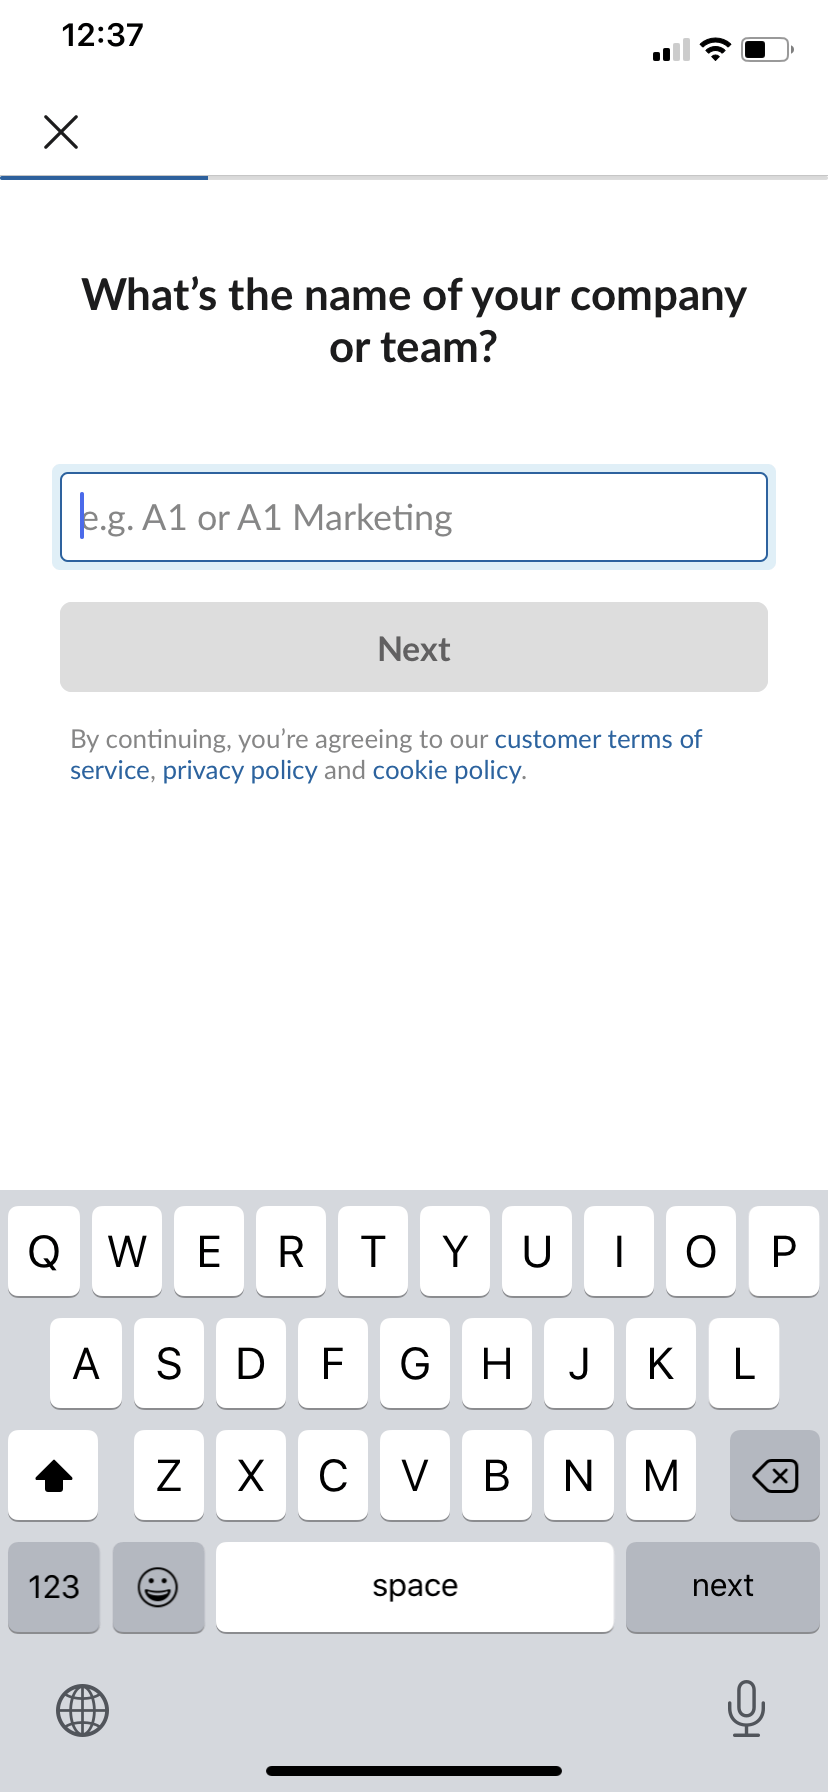 12:37
What’s the name of your company
or team?
e.g. A1 or A1 Marketing
Next
By continuing, you’re agreeing to our customer terms of
service, privacy policy and cookie policy.
Q W E R T Y U I O P
A S D F G H J K L
Z X C V B N M
123 space next